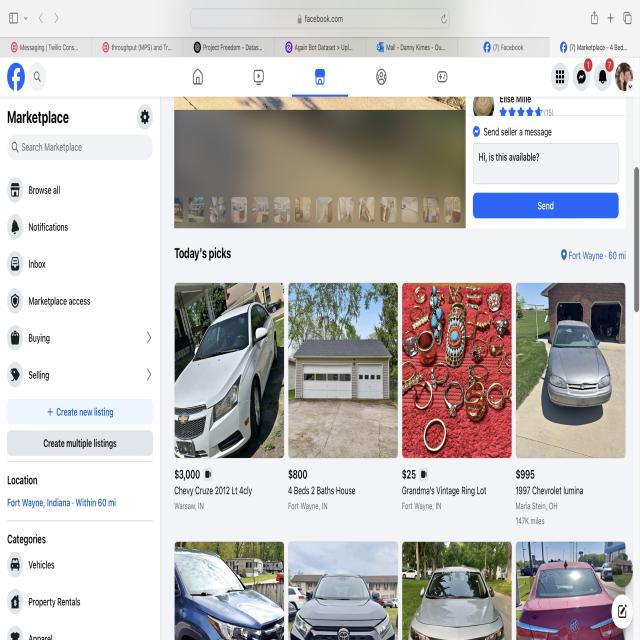 facebook.com
Messaging | Twilio Cons...
throughput (MPS) and Tr...
Project Freedom - Datas...
Again Bot Dataset > Upl...
Mail - Danny Kimes - Ou...
(7) Facebook
(7) Marketplace - 4 Bed...
1
7
Marketplace
Search Marketplace
Browse all
Notifications
Inbox
Marketplace access
Buying
Selling
+ Create new listing
Create multiple listings
Location
Fort Wayne, Indiana · Within 60 mi
Categories
Vehicles
Property Rentals
Apparel
Elise Mille
(15)
Send seller a message
Hi, is this available?
Send
Today's picks
Fort Wayne · 60 mi
$3,000
Chevy Cruze 2012 Lt 4cly
Warsaw, IN
$800
4 Beds 2 Baths House
Fort Wayne, IN
$25
Grandma's Vintage Ring Lot
Fort Wayne, IN
$995
1997 Chevrolet lumina
Maria Stein, OH
147K miles